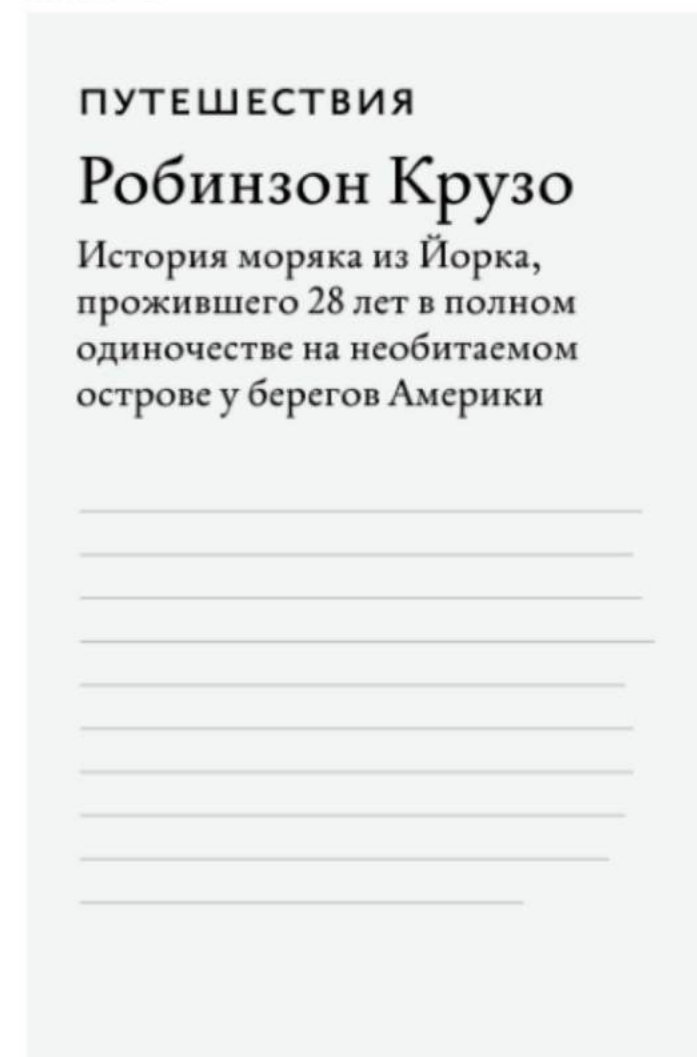 ПУТЕШЕСТВИЯ
Робинзон Крузо
История моряка из Йорка,
прожившего 28 лет в полном
одиночестве на необитаемом
острове у берегов Америки